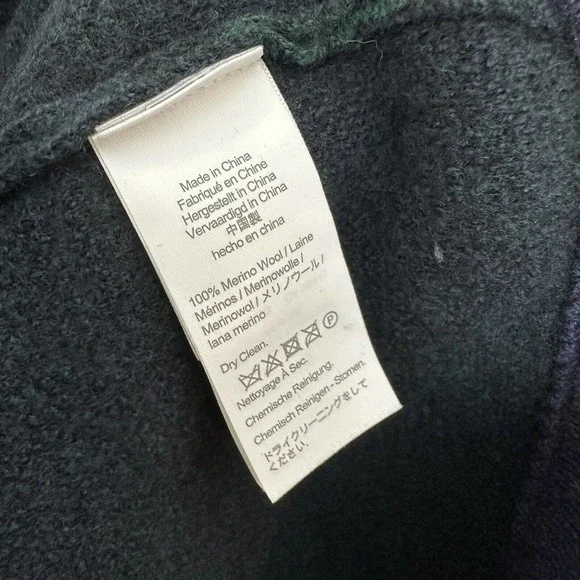 Made in China
Fabriqué en Chine
Hergestellt in China
Vervaardigd in China
中国製
hecho en china
100% Merino Wool / Laine
Mérinos / Merinowolle /
Merinowol / メリノウール /
lana merino
Dry Clean.
P
Nettoyage À Sec.
Chemische Reinigung.
Chemisch Reinigen - Stomen.
ドライクリーニングをして
ください。